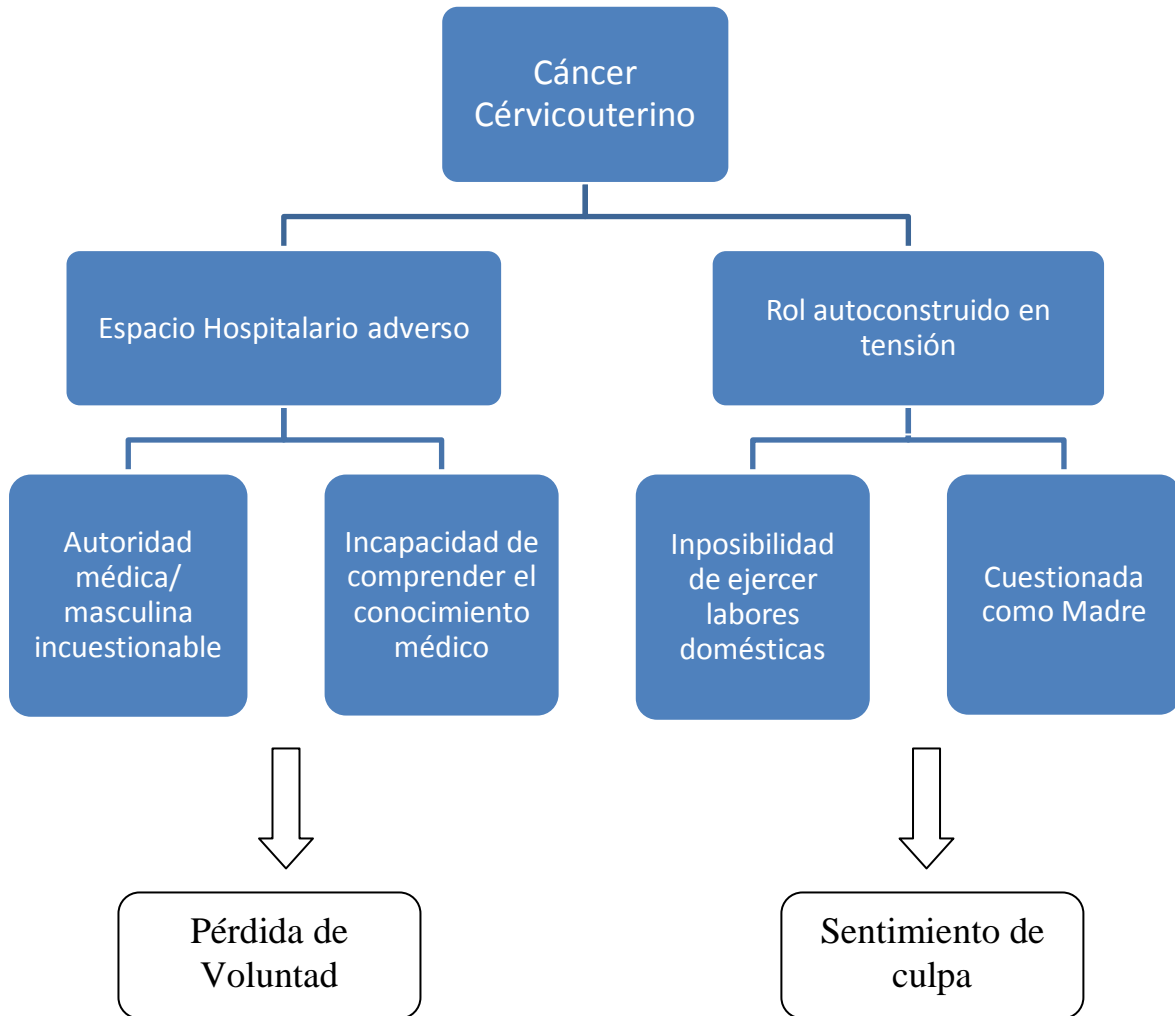 Cáncer
Cérvicouterino
Espacio Hospitalario adverso
Rol autoconstruido en
tensión
Autoridad
médica/
masculina
incuestionable
Incapacidad de
comprender el
conocimiento
médico
Inposibilidad
de ejercer
labores
domésticas
Cuestionada
como Madre
Pérdida de
Voluntad
Sentimiento de
culpa